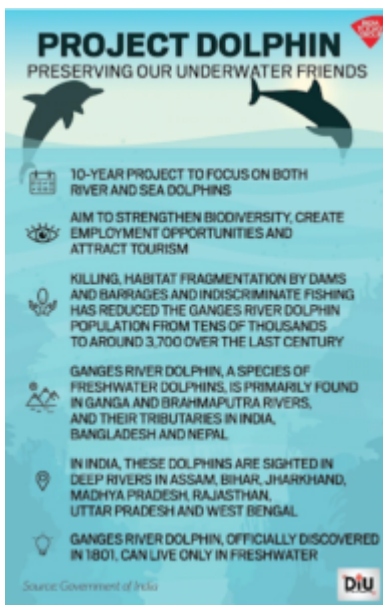 INDIA
TODAY
GROUP
PROJECT DOLPHIN
PRESERVING OUR UNDERWATER FRIENDS
10-YEAR PROJECT TO FOCUS ON BOTH
RIVER AND SEA DOLPHINS
AIM TO STRENGTHEN BIODIVERSITY, CREATE
EMPLOYMENT OPPORTUNITIES AND
ATTRACT TOURISM
KILLING, HABITAT FRAGMENTATION BY DAMS
AND BARRAGES AND INDISCRIMINATE FISHING
HAS REDUCED THE GANGES RIVER DOLPHIN
POPULATION FROM TENS OF THOUSANDS
TO AROUND 3,700 OVER THE LAST CENTURY
GANGES RIVER DOLPHIN, A SPECIES OF
FRESHWATER DOLPHINS, IS PRIMARILY FOUND
IN GANGA AND BRAHMAPUTRA RIVERS,
AND THEIR TRIBUTARIES IN INDIA,
BANGLADESH AND NEPAL
IN INDIA, THESE DOLPHINS ARE SIGHTED IN
DEEP RIVERS IN ASSAM, BIHAR, JHARKHAND,
MADHYA PRADESH, RAJASTHAN,
UTTAR PRADESH AND WEST BENGAL
GANGES RIVER DOLPHIN, OFFICIALLY DISCOVERED
IN 1801, CAN LIVE ONLY IN FRESHWATER
Source: Government of India
DIU